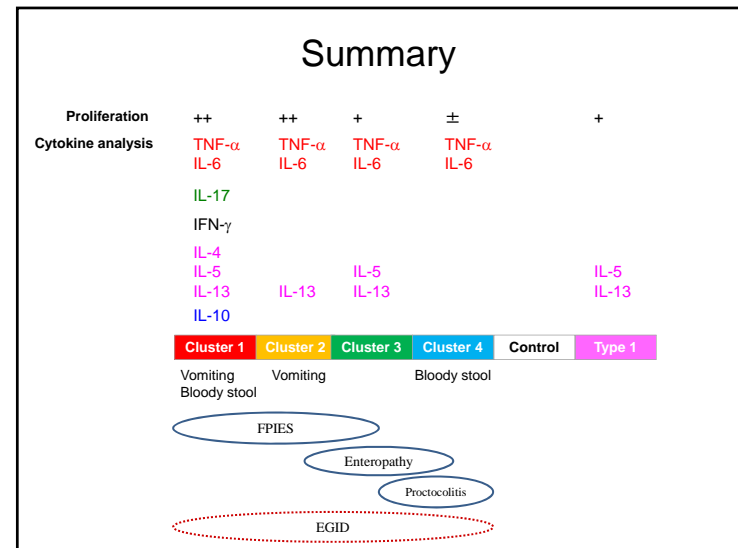 Summary
Proliferation ++ ++ + ± +
Cytokine analysis TNF-α TNF-α TNF-α TNF-α
IL-6 IL-6 IL-6 IL-6
IL-17
IFN-γ
IL-4
IL-5 IL-5 IL-5
IL-13 IL-13 IL-13 IL-13
IL-10
Cluster 1 Cluster 2 Cluster 3 Cluster 4 Control Type 1
Vomiting Vomiting Bloody stool
Bloody stool
FPIES
Enteropathy
Proctocolitis
EGID